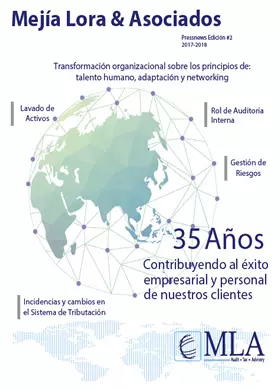 Mejía Lora & Asociados
Pressnews Edición #2
2017-2018
Transformación organizacional sobre los principios de:
talento humano, adaptación y networking
Lavado de
Activos
Rol de Auditoría
Interna
Gestión de
Riesgos
35 Años
Contribuyendo al éxito
empresarial y personal
de nuestros clientes
Incidencias y cambios en
el Sistema de Tributación
MLA
Audit • Tax • Advisory